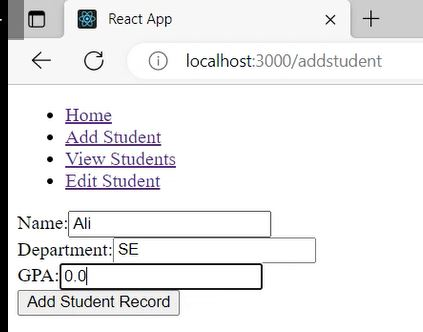 React App
localhost:3000/addstudent
Home
Add Student
View Students
Edit Student
Name:Ali
Department:SE
GPA:0.0
Add Student Record